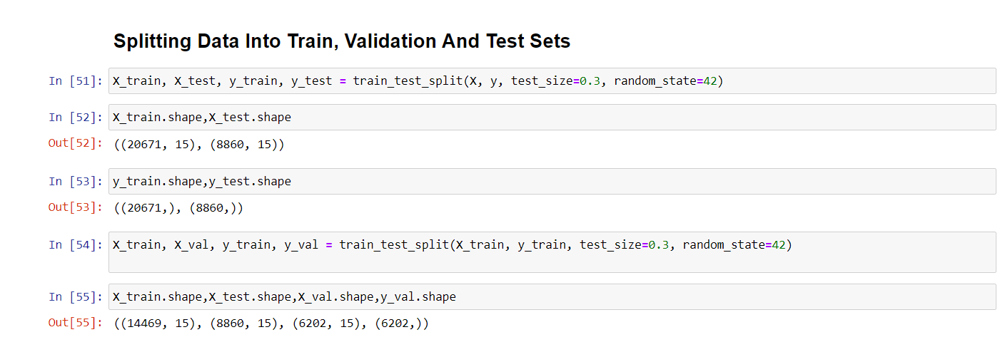 Splitting Data Into Train, Validation And Test Sets
In [51]: X_train, X_test, y_train, y_test = train_test_split(X, y, test_size=0.3, random_state=42)
In [52]: X_train.shape,X_test.shape
Out[52]: ((20671, 15), (8860, 15))
In [53]: y_train.shape,y_test.shape
Out[53]: ((20671,), (8860,))
In [54]: X_train, X_val, y_train, y_val = train_test_split(X_train, y_train, test_size=0.3, random_state=42)
In [55]: X_train.shape,X_test.shape,X_val.shape,y_val.shape
Out[55]: ((14469, 15), (8860, 15), (6202, 15), (6202,))